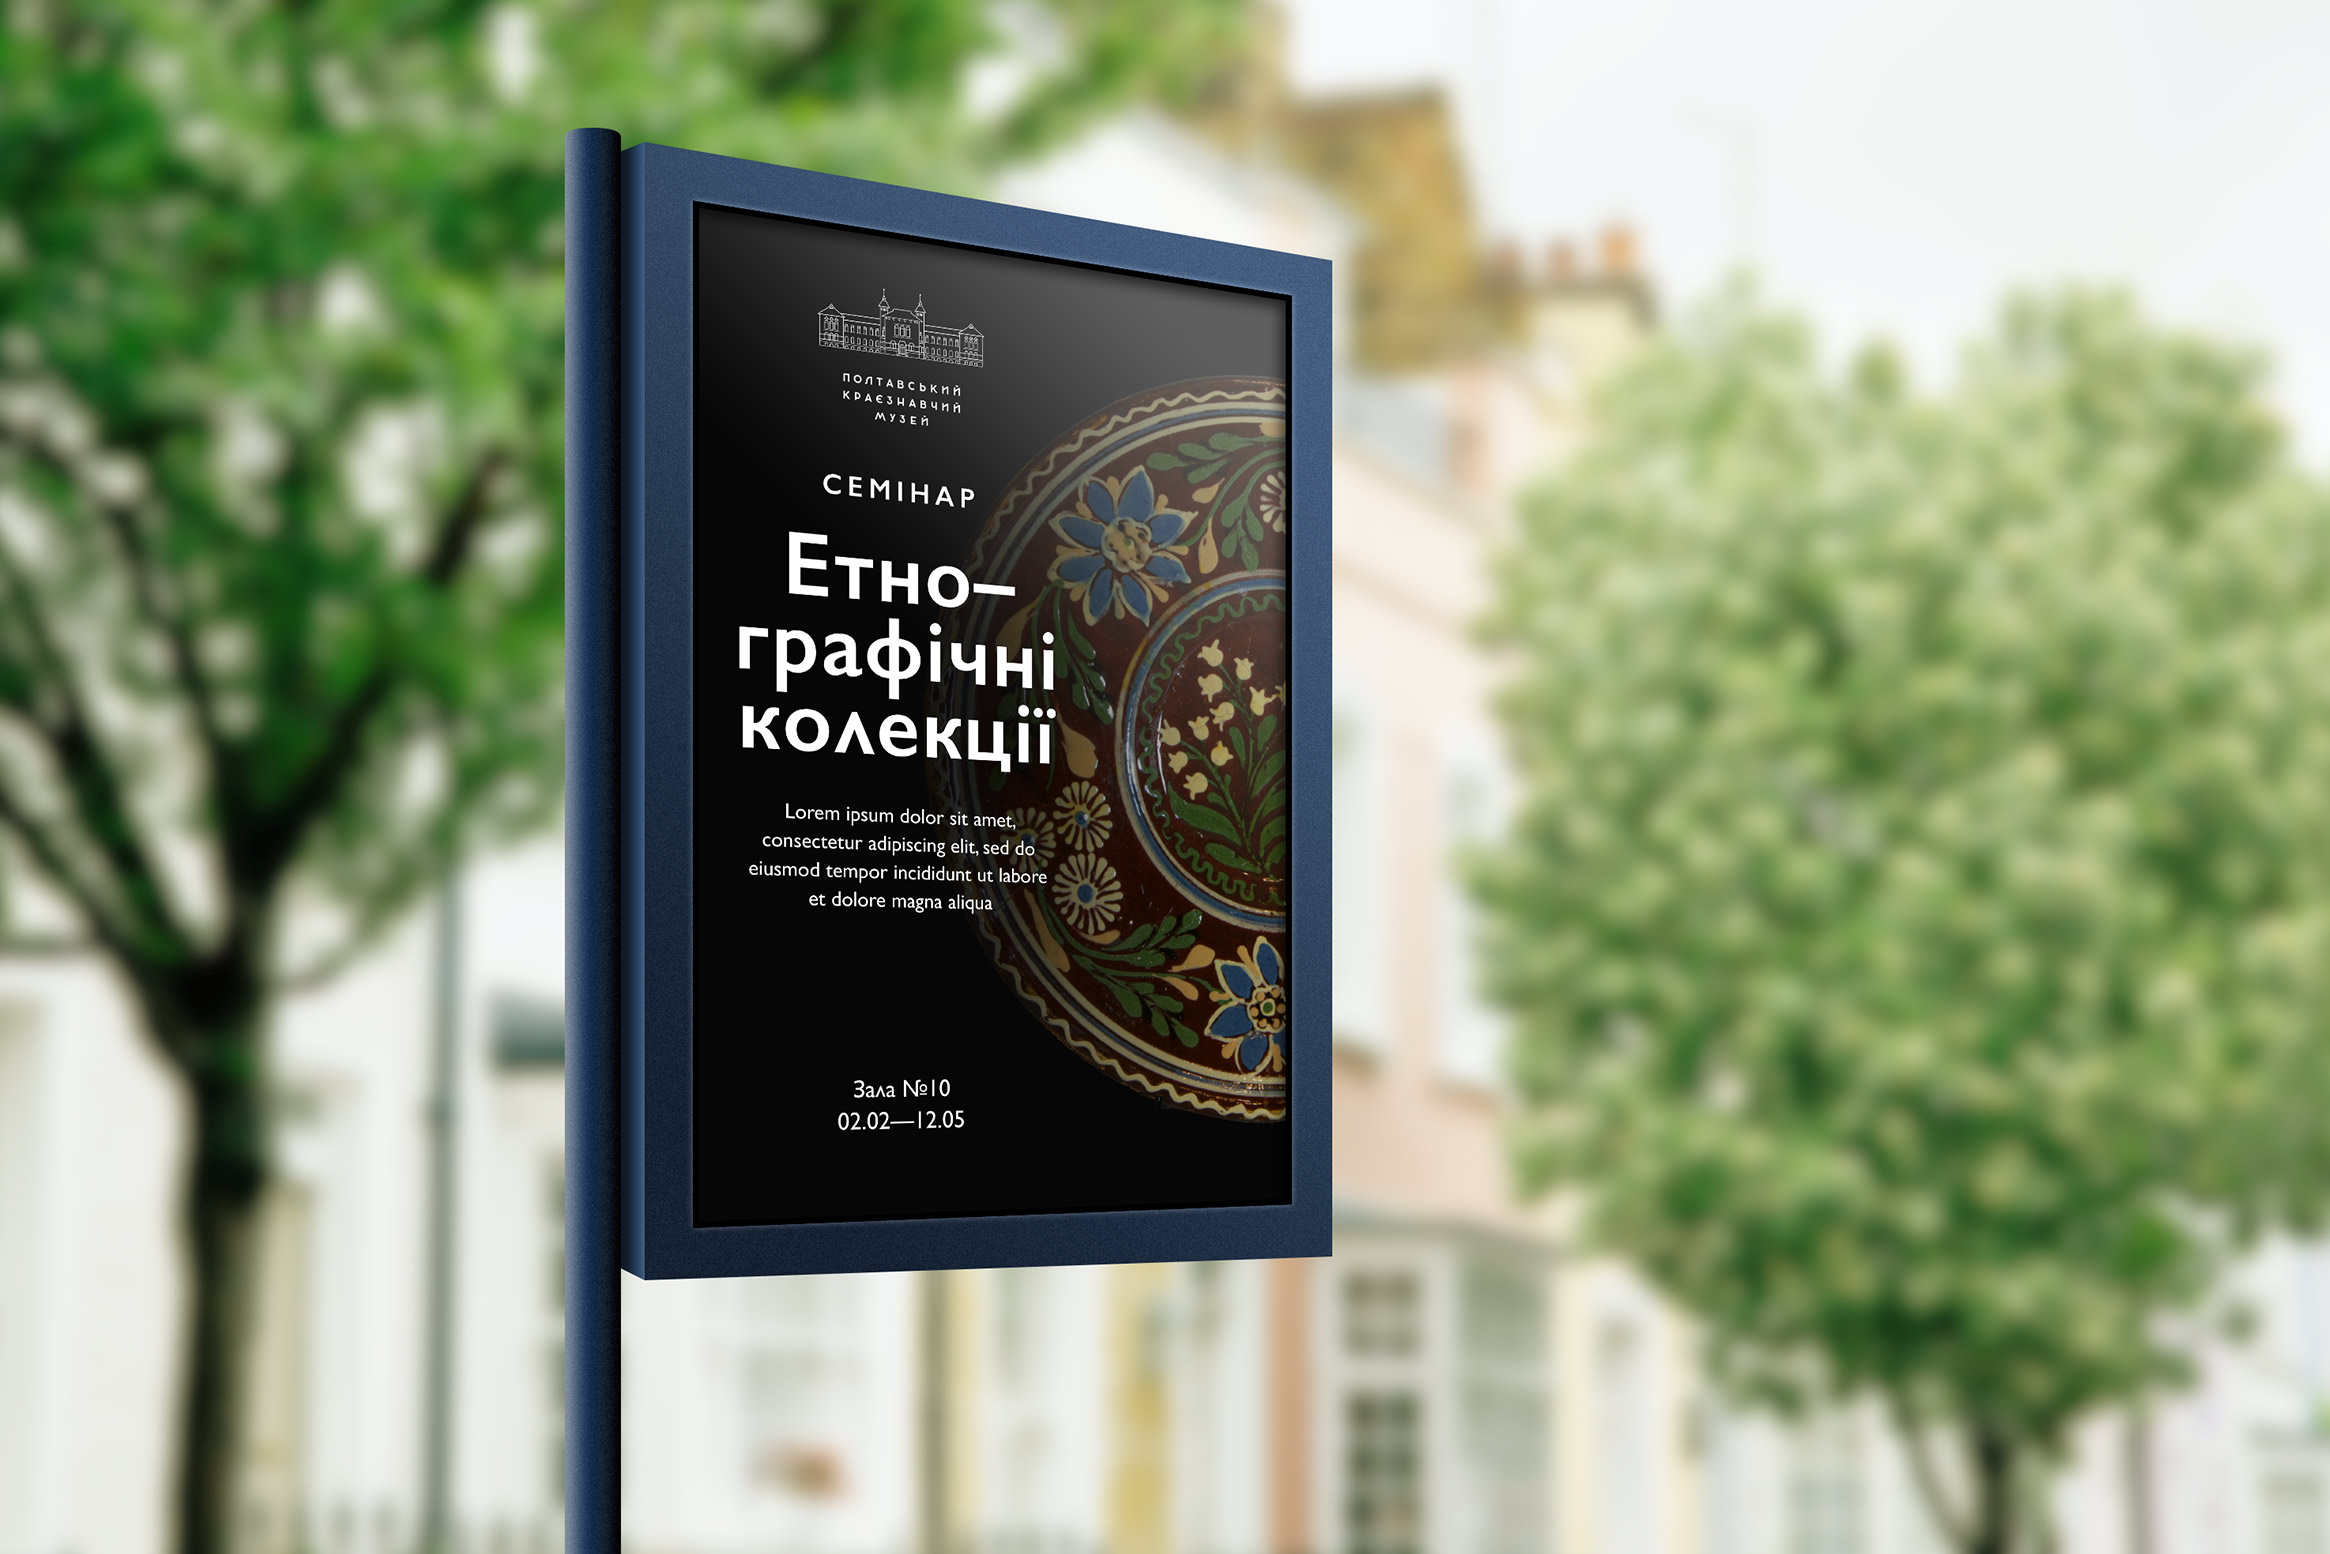 ПОЛТАВСЬКИЙ
КРАЄЗНАВЧИЙ
МУЗЕЙ
СЕМІНАР
Етно—
графічні
колекції
Lorem ipsum dolor sit amet,
consectetur adipiscing elit, sed do
eiusmod tempor incididunt ut labore
et dolore magna aliqua
Зала №10
02.02—12.05